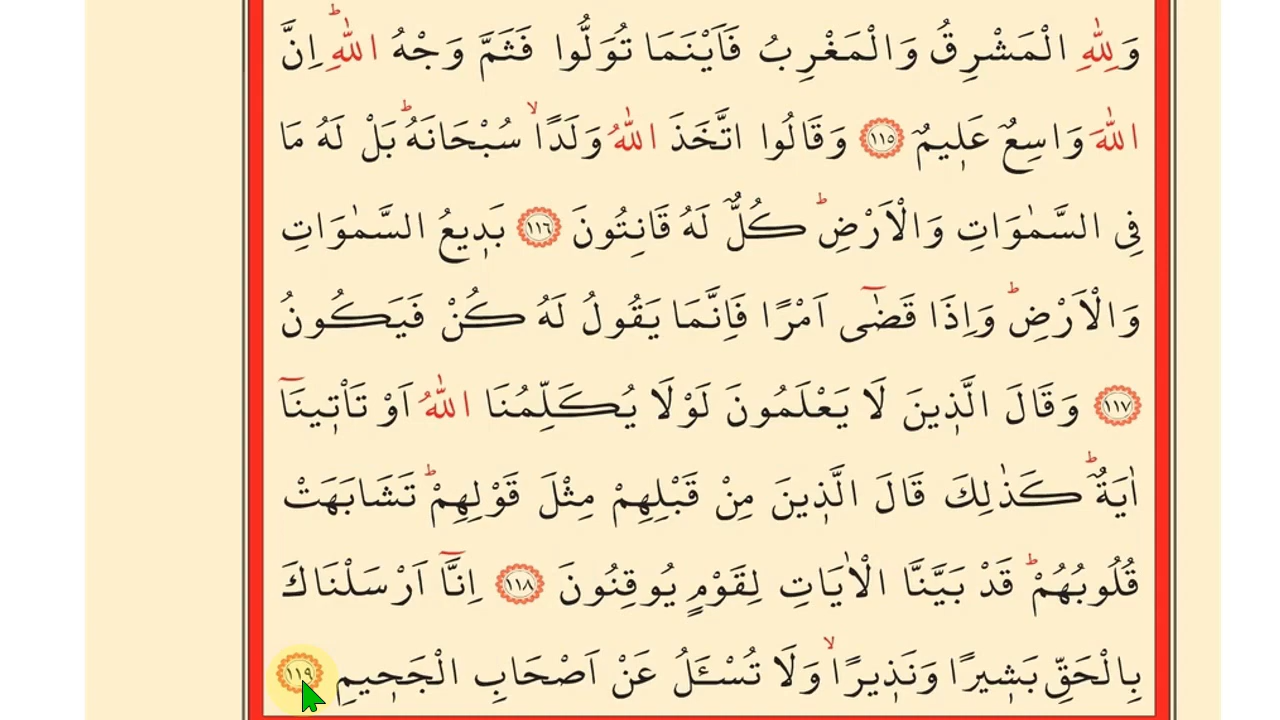 وَلِلّٰهِ الْمَشْرِقُ وَالْمَغْرِبُ فَاَيْنَمَا تُوَلُّوا فَثَمَّ وَجْهُ اللّٰهِۜ اِنَّ
اللّٰهَ وَاسِعٌ عَلٖيمٌ ﴿١١٥﴾ وَقَالُوا اتَّخَذَ اللّٰهُ وَلَدًاۙ سُبْحَانَهُؕ بَلْ لَهُ مَا
فِى السَّمٰوَاتِ وَالْاَرْضِؕ كُلٌّ لَهُ قَانِتُونَ ﴿١١٦﴾ بَدٖيعُ السَّمٰوَاتِ
وَالْاَرْضِؕ وَاِذَا قَضٰٓى اَمْرًا فَاِنَّمَا يَقُولُ لَهُ كُنْ فَيَكُونُ
﴿١١٧﴾ وَقَالَ الَّذٖينَ لَا يَعْلَمُونَ لَوْلَا يُكَلِّمُنَا اللّٰهُ اَوْ تَأْتٖينَٓا
اٰيَةٌؕ كَذٰلِكَ قَالَ الَّذٖينَ مِنْ قَبْلِهِمْ مِثْلَ قَوْلِهِمْؕ تَشَابَهَتْ
قُلُوبُهُمْؕ قَدْ بَيَّنَّا الْاٰيَاتِ لِقَوْمٍ يُوقِنُونَ ﴿١١٨﴾ اِنَّٓا اَرْسَلْنَاكَ
بِالْحَقِّ بَشٖيرًا وَنَذٖيرًاۙ وَلَا تُسْـَٔلُ عَنْ اَصْحَابِ الْجَحٖيمِ ﴿١١٩﴾